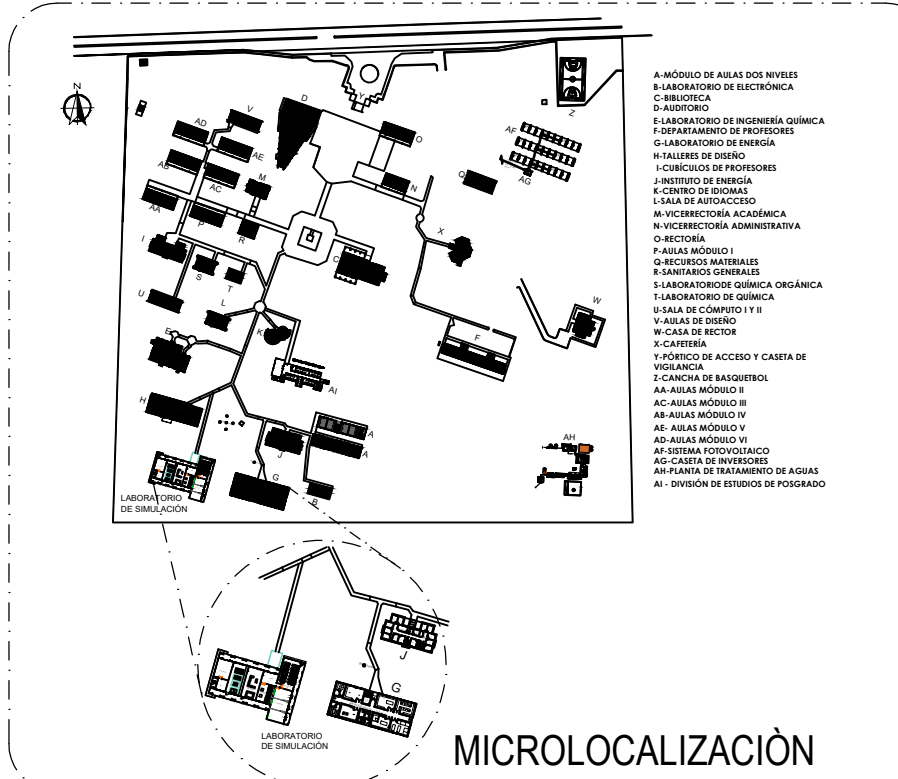 N
V
D
Y
Z
AD
O
AF
AE
AB
AC
M
AG
N
Q
AA
P
R
X
I
C
S
T
U
L
W
K
E
F
AI
H
A
AH
J
A
G
B
LABORATORIO
DE SIMULACIÓN
J
G
LABORATORIO
DE SIMULACIÓN
A-MÓDULO DE AULAS DOS NIVELES
B-LABORATORIO DE ELECTRÓNICA
C-BIBLIOTECA
D-AUDITORIO
E-LABORATORIO DE INGENIERÍA QUÍMICA
F-DEPARTAMENTO DE PROFESORES
G-LABORATORIO DE ENERGÍA
H-TALLERES DE DISEÑO
I-CUBÍCULOS DE PROFESORES
J-INSTITUTO DE ENERGÍA
K-CENTRO DE IDIOMAS
L-SALA DE AUTOACCESO
M-VICERRECTORÍA ACADÉMICA
N-VICERRECTORÍA ADMINISTRATIVA
O-RECTORÍA
P-AULAS MÓDULO I
Q-RECURSOS MATERIALES
R-SANITARIOS GENERALES
S-LABORATORIODE QUÍMICA ORGÁNICA
T-LABORATORIO DE QUÍMICA
U-SALA DE CÓMPUTO I Y II
V-AULAS DE DISEÑO
W-CASA DE RECTOR
X-CAFETERÍA
Y-PÓRTICO DE ACCESO Y CASETA DE
VIGILANCIA
Z-CANCHA DE BASQUETBOL
AA-AULAS MÓDULO II
AC-AULAS MÓDULO III
AB-AULAS MÓDULO IV
AE- AULAS MÓDULO V
AD-AULAS MÓDULO VI
AF-SISTEMA FOTOVOLTAICO
AG-CASETA DE INVERSORES
AH-PLANTA DE TRATAMIENTO DE AGUAS
AI - DIVISIÓN DE ESTUDIOS DE POSGRADO
MICROLOCALIZACIÒN